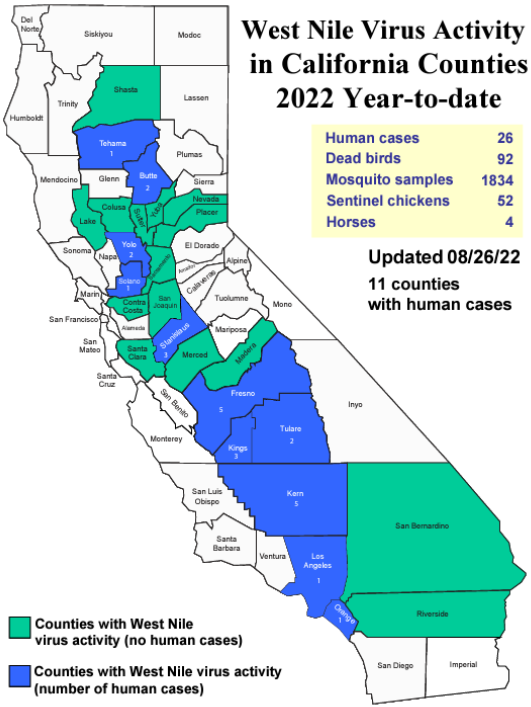 West Nile Virus Activity
in California Counties
2022 Year-to-date
Human cases 26
Dead birds 92
Mosquito samples 1834
Sentinel chickens 52
Horses 4
Updated 08/26/22
11 counties
with human cases
Del
Norte
Siskiyou
Modoc
Shasta
Lassen
Trinity
Humboldt
Tehama
1
Plumas
Mendocino
Glenn
Butte
2
Sierra
Nevada
Placer
Yuba
Sutter
Colusa
Lake
El Dorado
Yolo
2
Sonoma
Napa
Sacramento
Alpine
Amador
Solano
1
Calaveras
Marin
Contra
Costa
San
Joaquin
Tuolumne
Mono
San Francisco
Alameda
Stanislaus
3
Mariposa
San
Mateo
Santa
Clara
Merced
Madera
Santa
Cruz
San Benito
Fresno
5
Inyo
Monterey
Tulare
2
Kings
3
San Luis
Obispo
Kern
5
San Bernardino
Santa
Barbara
Ventura
Los
Angeles
1
Orange
1
Riverside
San Diego
Imperial
Counties with West Nile
virus activity (no human cases)
Counties with West Nile virus activity
(number of human cases)